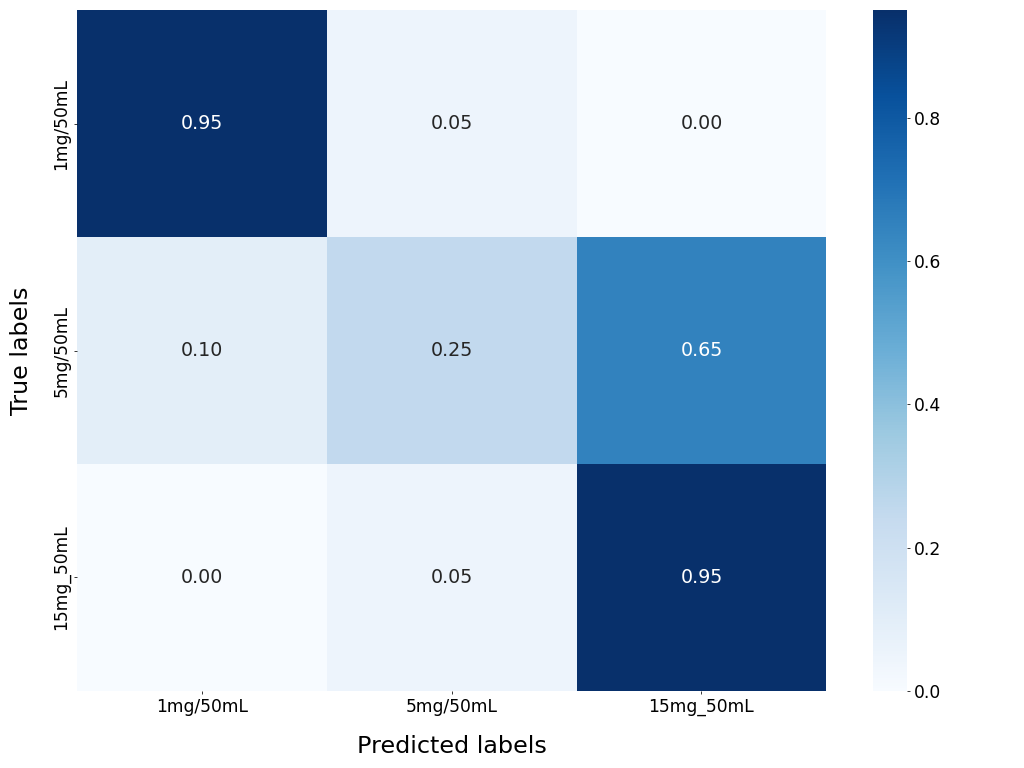 True labels
1mg/50mL
0.95 0.05 0.00
5mg/50mL
0.10 0.25 0.65
15mg_50mL
0.00 0.05 0.95
1mg/50mL 5mg/50mL 15mg_50mL
Predicted labels
0.8
0.6
0.4
0.2
0.0